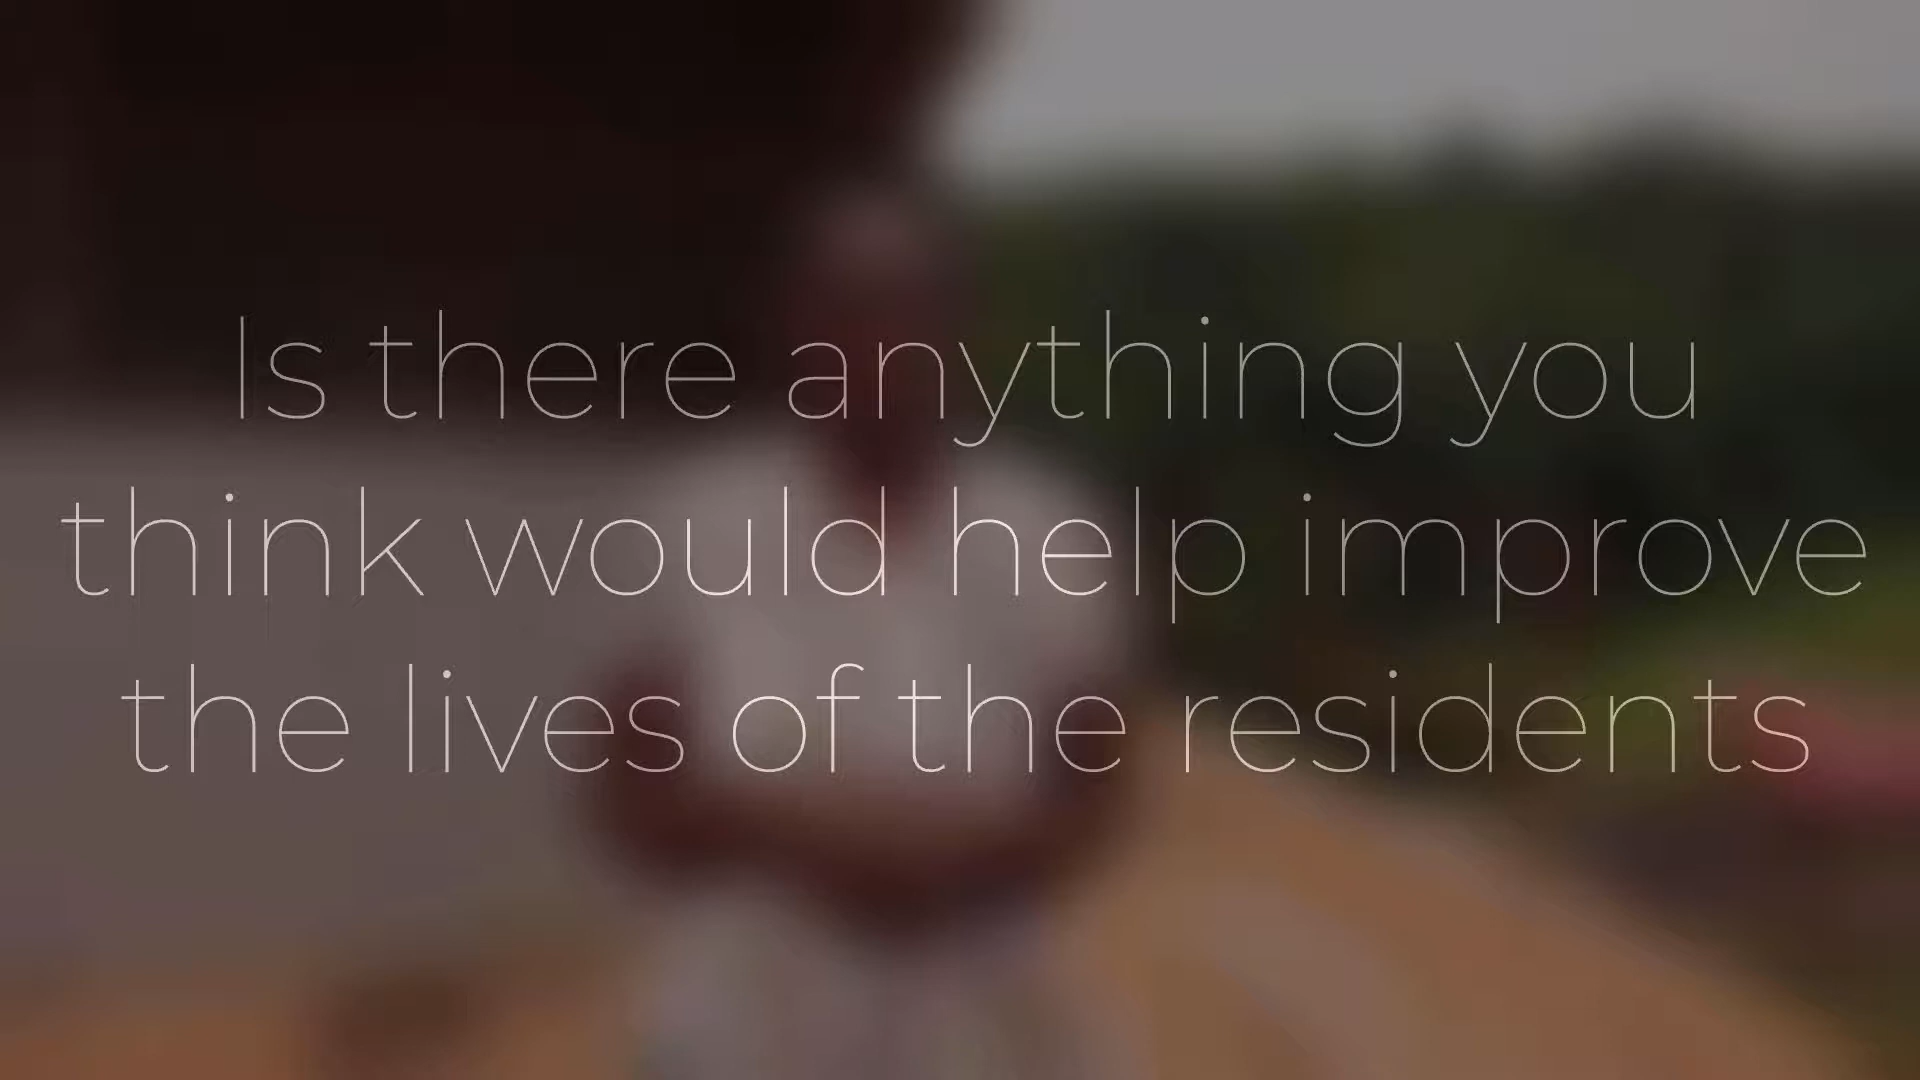 Is there anything you
think would help improve
the lives of the residents